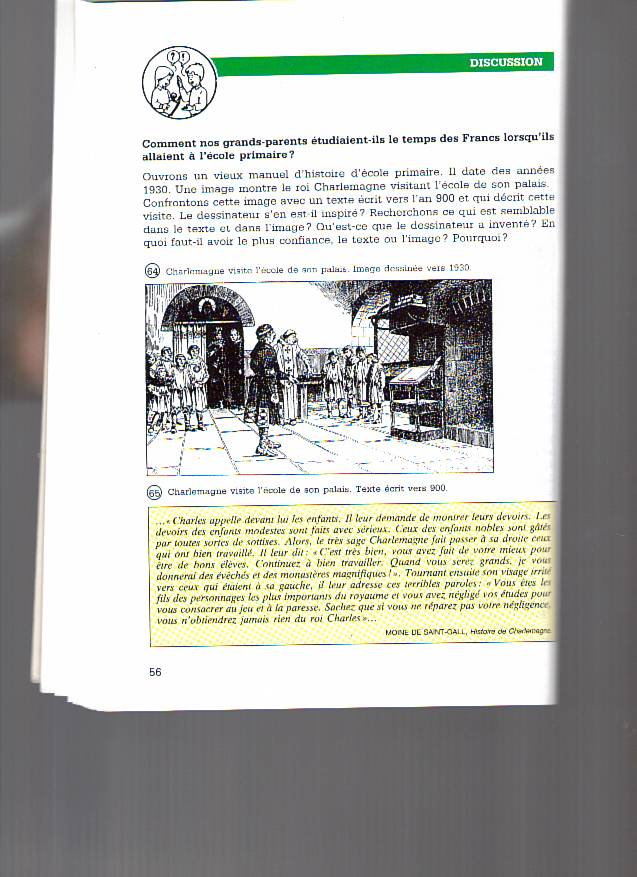 ?!
DISCUSSION
Comment nos grands-parents étudiaient-ils le temps des Francs lorsqu'ils
allaient à l'école primaire?
Ouvrons un vieux manuel d'histoire d'école primaire. Il date des années
1930. Une image montre le roi Charlemagne visitant l'école de son palais.
Confrontons cette image avec un texte écrit vers l'an 900 et qui décrit cette
visite. Le dessinateur s'en est-il inspiré? Recherchons ce qui est semblable
dans le texte et dans l'image? Qu'est-ce que le dessinateur a inventé? En
quoi faut-il avoir le plus confiance, le texte ou l'image? Pourquoi?
64 Charlemagne visite l'école de son palais. Image dessinée vers 1930.
65 Charlemagne visite l'école de son palais. Texte écrit vers 900.
...« Charles appelle devant lui les enfants. Il leur demande de montrer leurs devoirs. Les
devoirs des enfants modestes sont faits avec sérieux. Ceux des enfants nobles sont gâtés
par toutes sortes de sottises. Alors, le très sage Charlemagne fait passer à sa droite ceux
qui ont bien travaillé. Il leur dit: « C'est très bien, vous avez fait de votre mieux pour
être de bons élèves. Continuez à bien travailler. Quand vous serez grands, je vous
donnerai des évêchés et des monastères magnifiques! ». Tournant ensuite son visage irrité
vers ceux qui étaient à sa gauche, il leur adresse ces terribles paroles: « Vous êtes les
fils des personnages les plus importants du royaume et vous avez négligé vos études pour
vous consacrer au jeu et à la paresse. Sachez que si vous ne réparez pas votre négligence,
vous n'obtiendrez jamais rien du roi Charles »...
MOINE DE SAINT-GALL, Histoire de Charlemagne
56